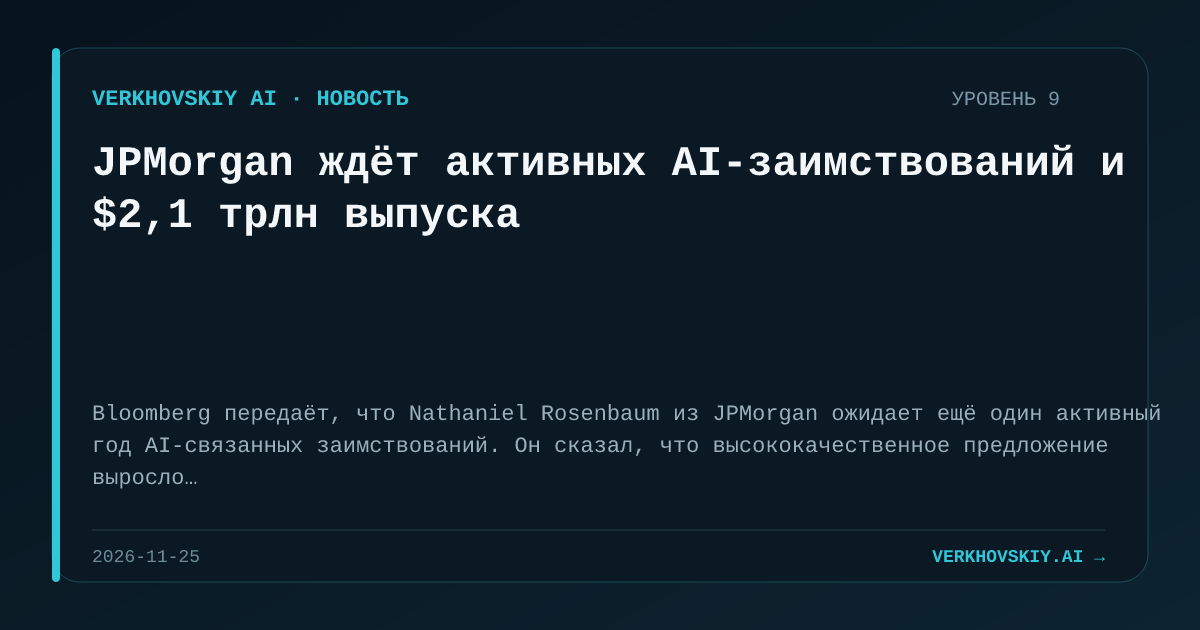 VERKHOVSKIY AI · НОВОСТЬ
УРОВЕНЬ 9
JPMorgan ждёт активных AI-заимствований и
$2,1 трлн выпуска
Bloomberg передаёт, что Nathaniel Rosenbaum из JPMorgan ожидает ещё один активный
год AI-связанных заимствований. Он сказал, что высококачественное предложение
выросло…
2026-11-25
VERKHOVSKIY.AI →